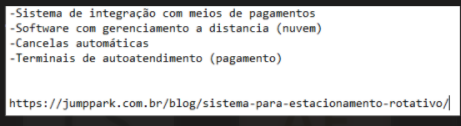 -Sistema de integração com meios de pagamentos
-Software com gerenciamento a distancia (nuvem)
-Cancelas automáticas
-Terminais de autoatendimento (pagamento)
https://jumppark.com.br/blog/sistema-para-estacionamento-rotativo/